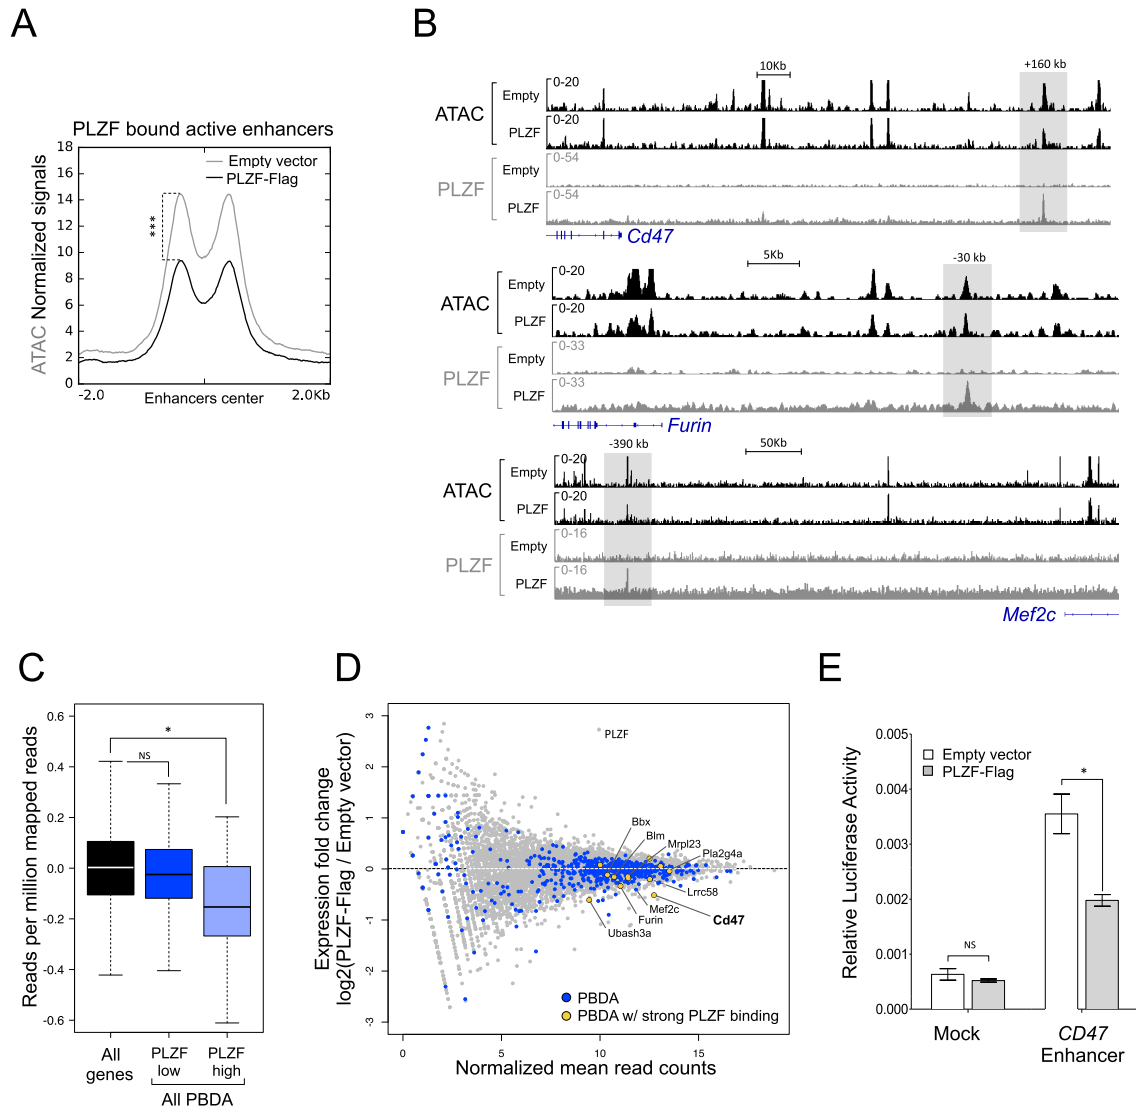 A
PLZF bound active enhancers
ATAC Normalized signals
18
16
14
12
10
8
6
4
2
0
***
Empty vector
PLZF-Flag
-2.0
Enhancers center
2.0Kb
B
10Kb
+160 kb
ATAC
Empty
0-20
PLZF
0-20
PLZF
Empty
0-54
PLZF
0-54
Cd47
5Kb
-30 kb
ATAC
Empty
0-20
PLZF
0-20
PLZF
Empty
0-33
PLZF
0-33
Furin
-390 kb
50Kb
ATAC
Empty
0-20
PLZF
0-20
PLZF
Empty
0-16
PLZF
0-16
Mef2c
C
Reads per million mapped reads
0.6
0.4
0.2
0.0
-0.2
-0.4
-0.6
*
NS
All
genes
PLZF
low
PLZF
high
All PBDA
D
Expression fold change
log2(PLZF-Flag / Empty vector)
3
2
1
0
-1
-2
-3
PLZF
Bbx
Blm
Mrpl23
Pla2g4a
Lrrc58
Mef2c
Cd47
Furin
Ubash3a
PBDA
PBDA w/ strong PLZF binding
0
5
10
15
Normalized mean read counts
E
Relative Luciferase Activity
0.005
0.004
0.003
0.002
0.001
0.000
Empty vector
PLZF-Flag
*
NS
Mock
CD47
Enhancer